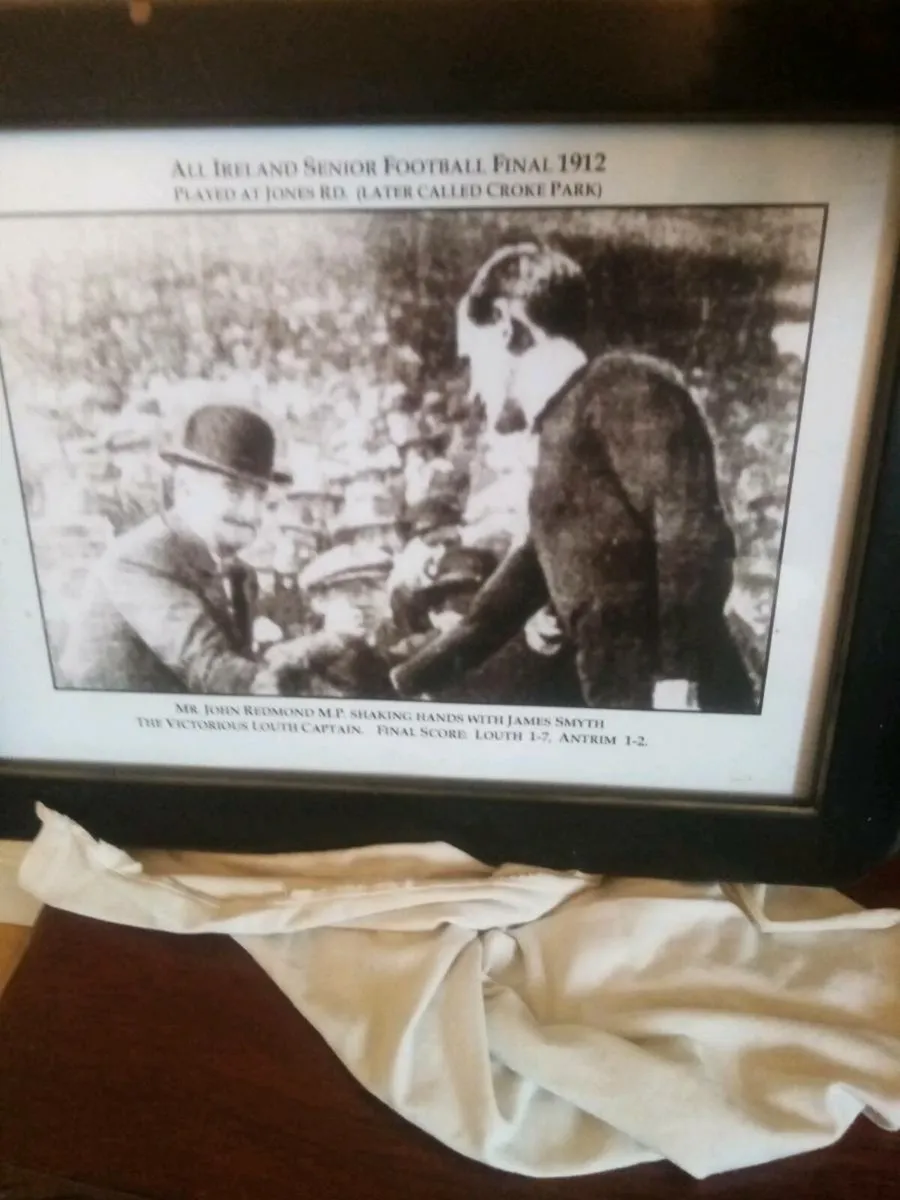 ALL IRELAND SENIOR FOOTBALL FINAL 1912
PLAYED AT JONES RD. (LATER CALLED CROKE PARK)
MR. JOHN REDMOND M.P. SHAKING HANDS WITH JAMES SMYTH
THE VICTORIOUS LOUTH CAPTAIN. FINAL SCORE: LOUTH 1-7, ANTRIM 1-2.